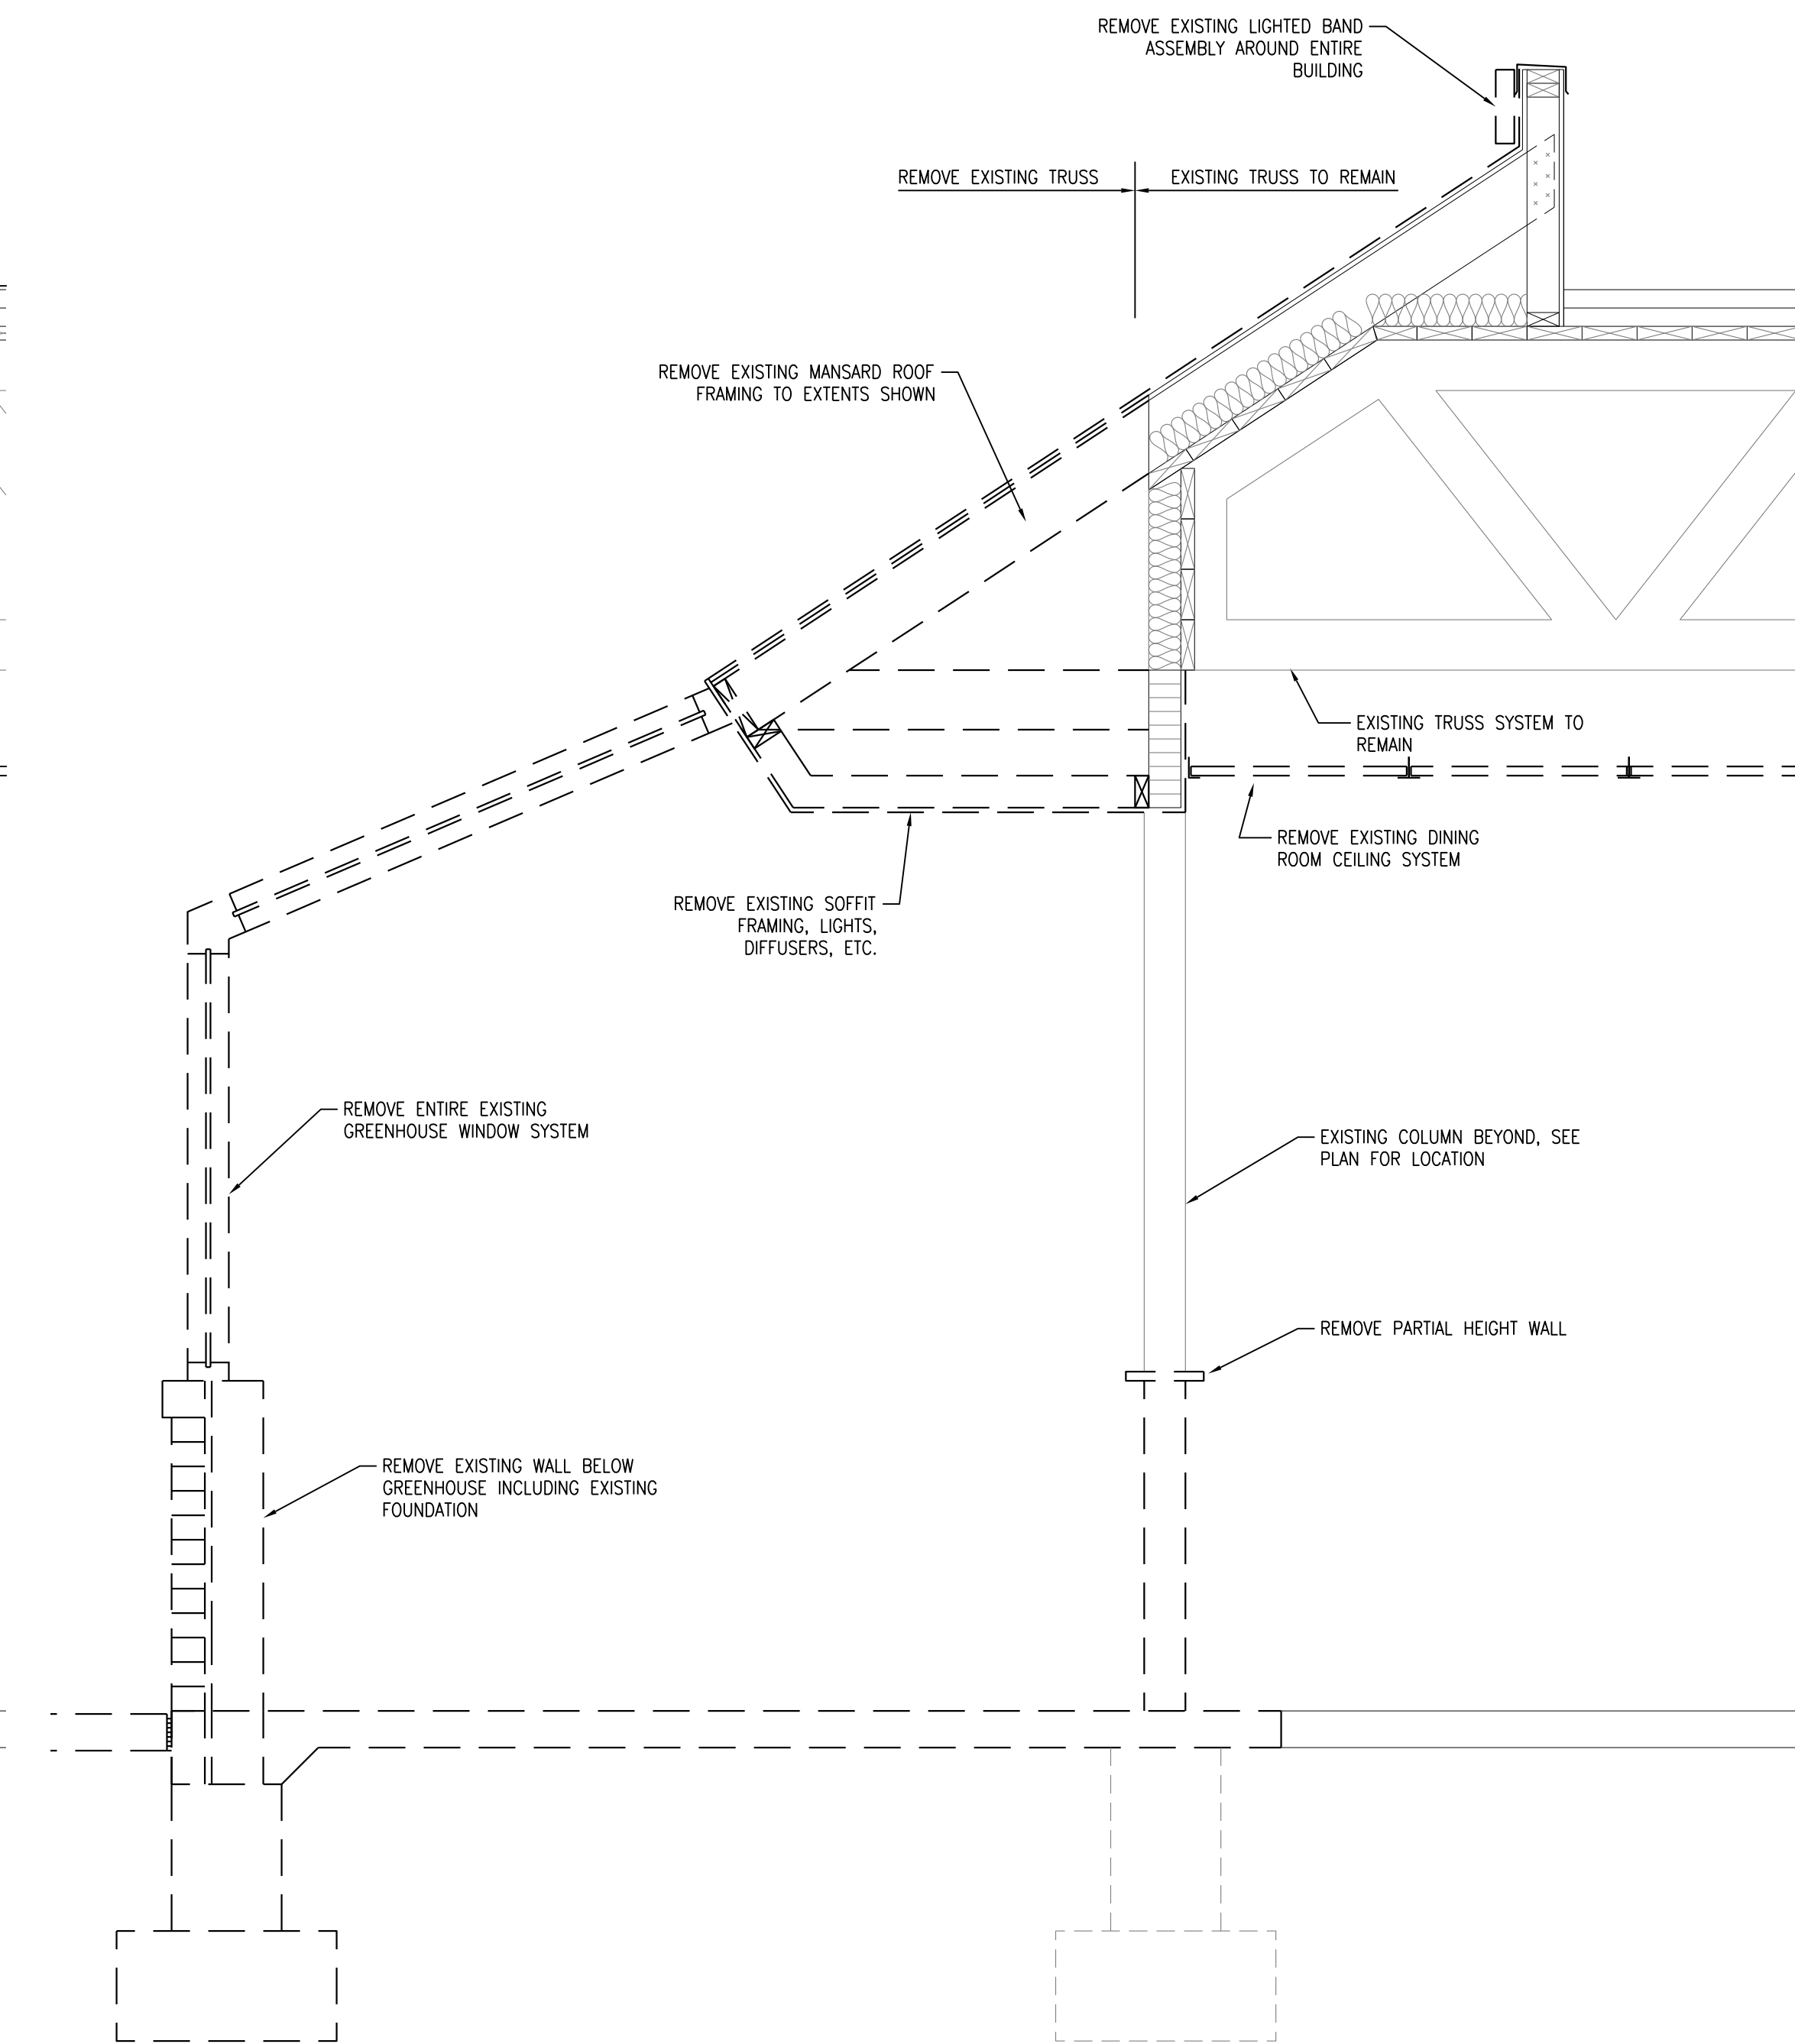 REMOVE EXISTING LIGHTED BAND
ASSEMBLY AROUND ENTIRE
BUILDING
REMOVE EXISTING TRUSS
EXISTING TRUSS TO REMAIN
REMOVE EXISTING MANSARD ROOF
FRAMING TO EXTENTS SHOWN
EXISTING TRUSS SYSTEM TO
REMAIN
REMOVE EXISTING DINING
ROOM CEILING SYSTEM
REMOVE EXISTING SOFFIT
FRAMING, LIGHTS,
DIFFUSERS, ETC.
REMOVE ENTIRE EXISTING
GREENHOUSE WINDOW SYSTEM
EXISTING COLUMN BEYOND, SEE
PLAN FOR LOCATION
REMOVE PARTIAL HEIGHT WALL
REMOVE EXISTING WALL BELOW
GREENHOUSE INCLUDING EXISTING
FOUNDATION